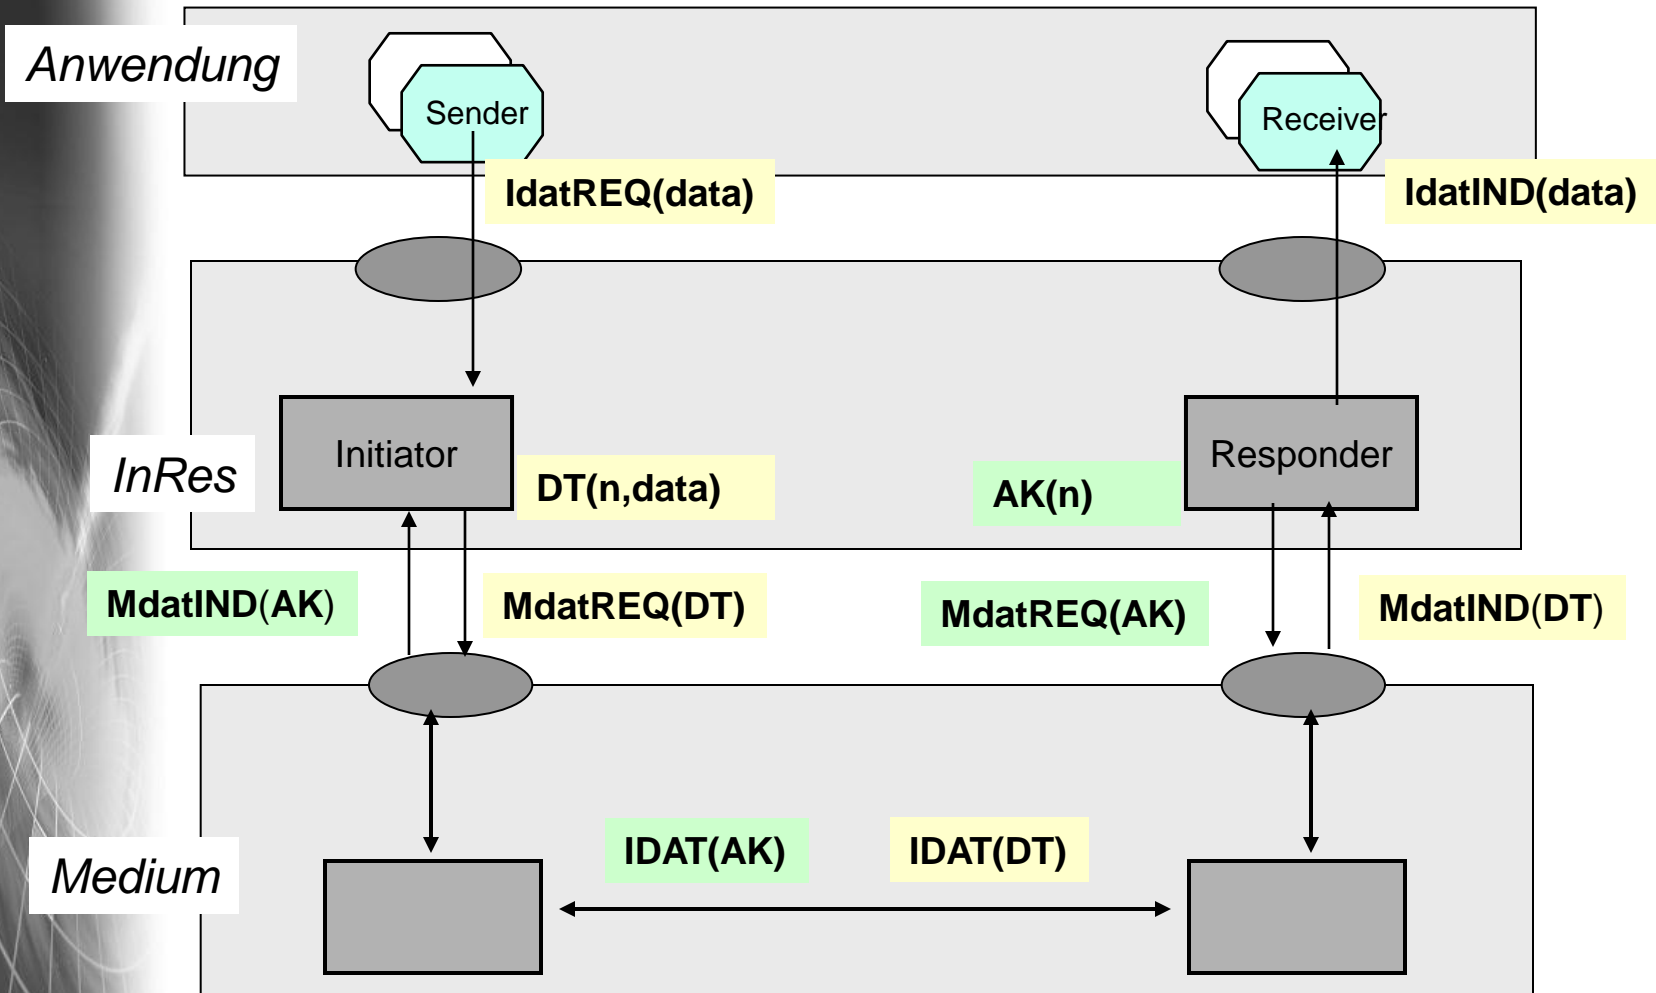 Anwendung
Sender
Receiver
IdatREQ(data)
IdatIND(data)
Initiator
Responder
InRes
DT(n,data)
AK(n)
MdatIND(AK)
MdatREQ(DT)
MdatREQ(AK)
MdatIND(DT)
IDAT(AK)
IDAT(DT)
Medium